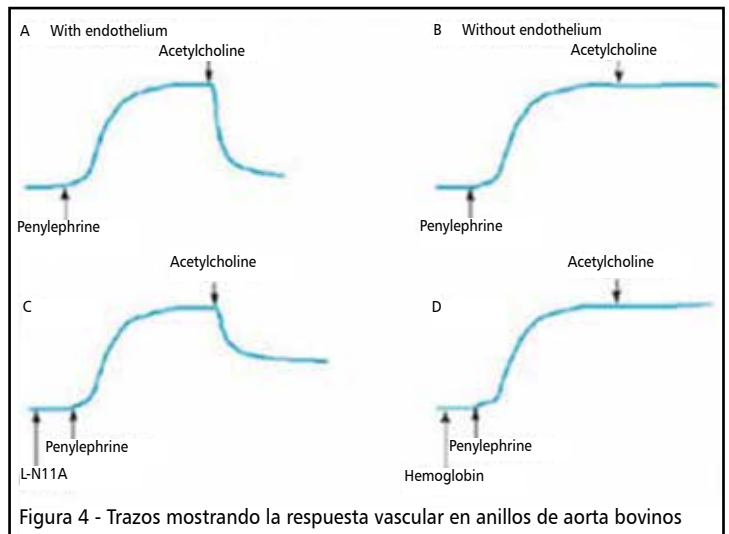 A With endothelium
Acetylcholine
Penylephrine
B Without endothelium
Acetylcholine
Penylephrine
C
Acetylcholine
Penylephrine
L-N11A
D
Acetylcholine
Penylephrine
Hemoglobin
Figura 4 - Trazos mostrando la respuesta vascular en anillos de aorta bovinos